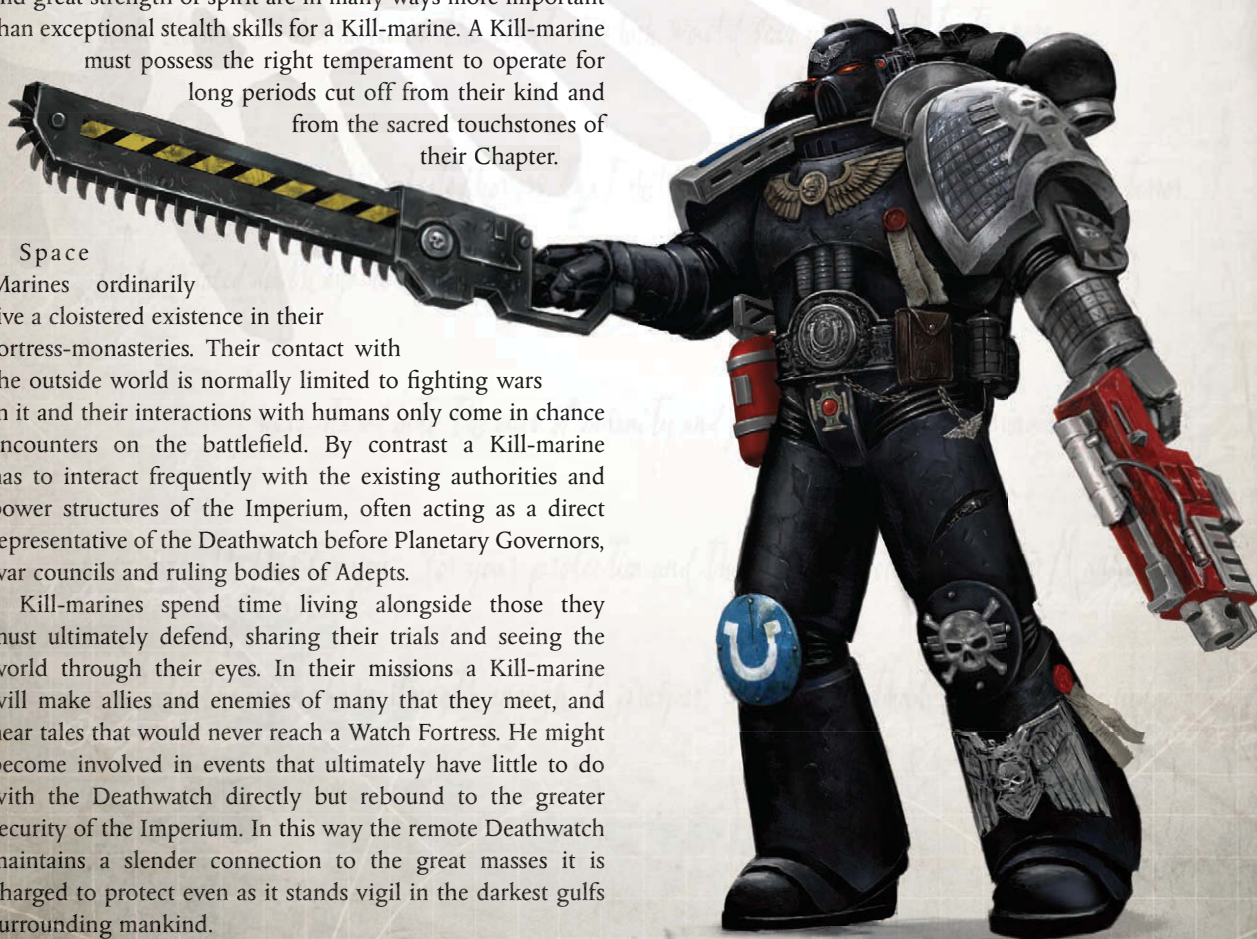 nd great strength of spirit are in many ways more important
han exceptional stealth skills for a Kill-marine. A Kill-marine
must possess the right temperament to operate for
long periods cut off from their kind and
from the sacred touchstones of
their Chapter.
Space
Marines ordinarily
ive a cloistered existence in their
ortress-monasteries. Their contact with
he outside world is normally limited to fighting wars
n it and their interactions with humans only come in chance
ncounters on the battlefield. By contrast a Kill-marine
has to interact frequently with the existing authorities and
power structures of the Imperium, often acting as a direct
epresentative of the Deathwatch before Planetary Governors,
war councils and ruling bodies of Adepts.
Kill-marines spend time living alongside those they
must ultimately defend, sharing their trials and seeing the
world through their eyes. In their missions a Kill-marine
will make allies and enemies of many that they meet, and
hear tales that would never reach a Watch Fortress. He might
become involved in events that ultimately have little to do
with the Deathwatch directly but rebound to the greater
ecurity of the Imperium. In this way the remote Deathwatch
maintains a slender connection to the great masses it is
harged to protect even as it stands vigil in the darkest gulfs
urrounding mankind.